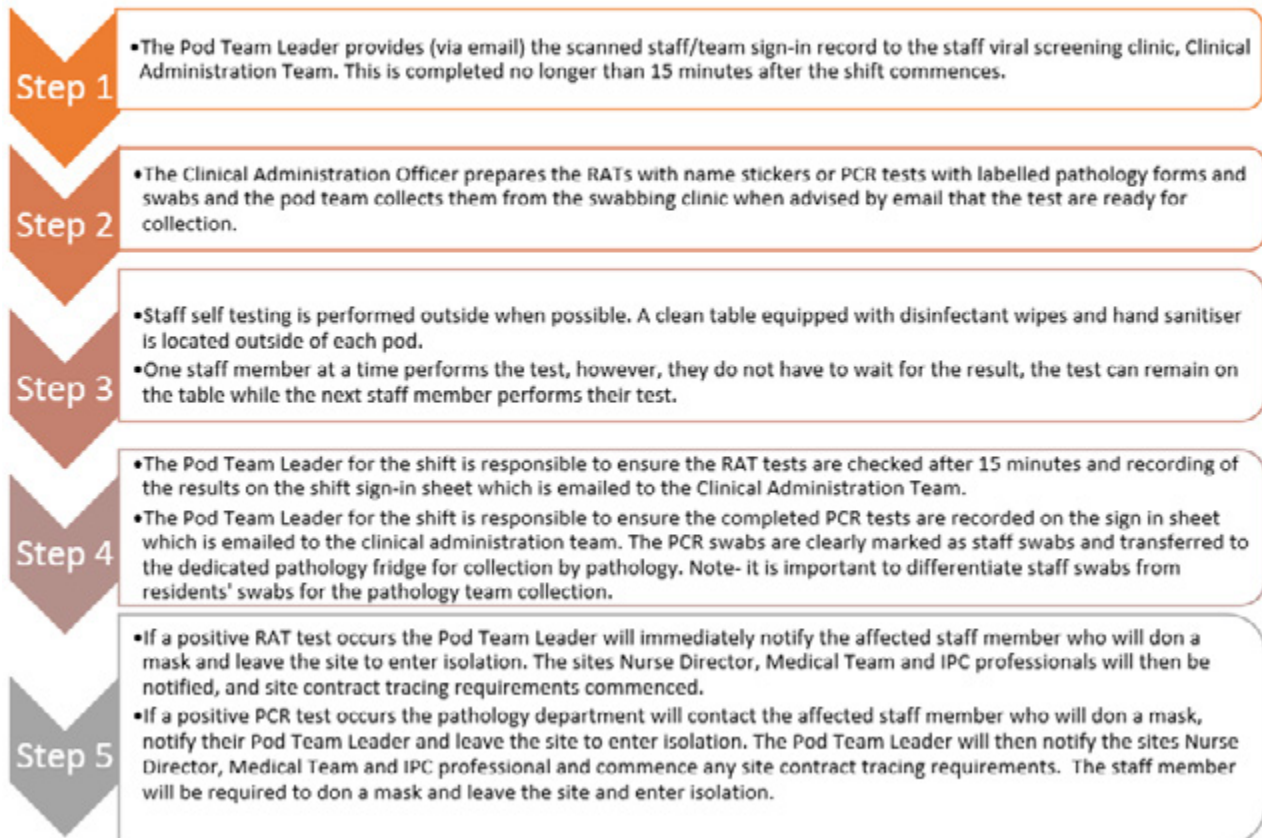 Step 1
•The Pod Team Leader provides (via email) the scanned staff/team sign-in record to the staff viral screening clinic, Clinical
Administration Team. This is completed no longer than 15 minutes after the shift commences.
Step 2
•The Clinical Administration Officer prepares the RATs with name stickers or PCR tests with labelled pathology forms and
swabs and the pod team collects them from the swabbing clinic when advised by email that the test are ready for
collection.
Step 3
•Staff self testing is performed outside when possible. A clean table equipped with disinfectant wipes and hand sanitiser
is located outside of each pod.
•One staff member at a time performs the test, however, they do not have to wait for the result, the test can remain on
the table while the next staff member performs their test.
Step 4
•The Pod Team Leader for the shift is responsible to ensure the RAT tests are checked after 15 minutes and recording of
the results on the shift sign-in sheet which is emailed to the Clinical Administration Team.
•The Pod Team Leader for the shift is responsible to ensure the completed PCR tests are recorded on the sign in sheet
which is emailed to the clinical administration team. The PCR swabs are clearly marked as staff swabs and transferred to
the dedicated pathology fridge for collection by pathology. Note- it is important to differentiate staff swabs from
residents' swabs for the pathology team collection.
Step 5
•If a positive RAT test occurs the Pod Team Leader will immediately notify the affected staff member who will don a
mask and leave the site to enter isolation. The sites Nurse Director, Medical Team and IPC professionals will then be
notified, and site contract tracing requirements commenced.
•If a positive PCR test occurs the pathology department will contact the affected staff member who will don a mask,
notify their Pod Team Leader and leave the site to enter isolation. The Pod Team Leader will then notify the sites Nurse
Director, Medical Team and IPC professional and commence any site contract tracing requirements.  The staff member
will be required to don a mask and leave the site and enter isolation.